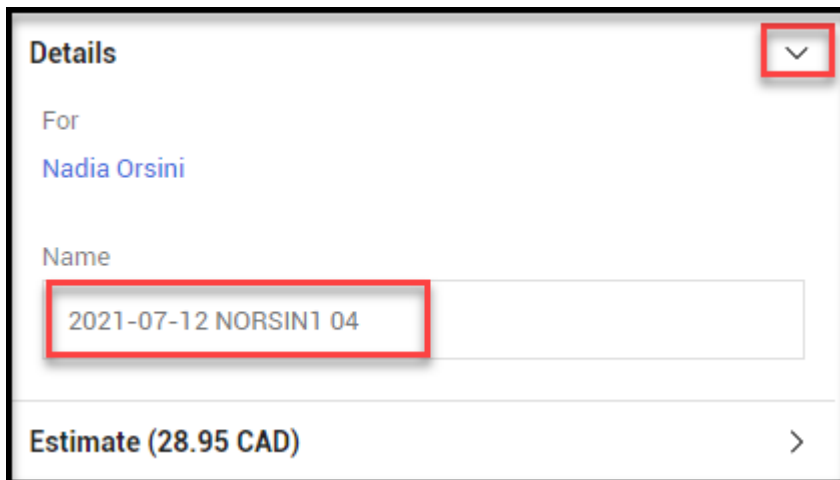 Details
For
Nadia Orsini
Name
2021-07-12 NORSIN1 04
Estimate (28.95 CAD)